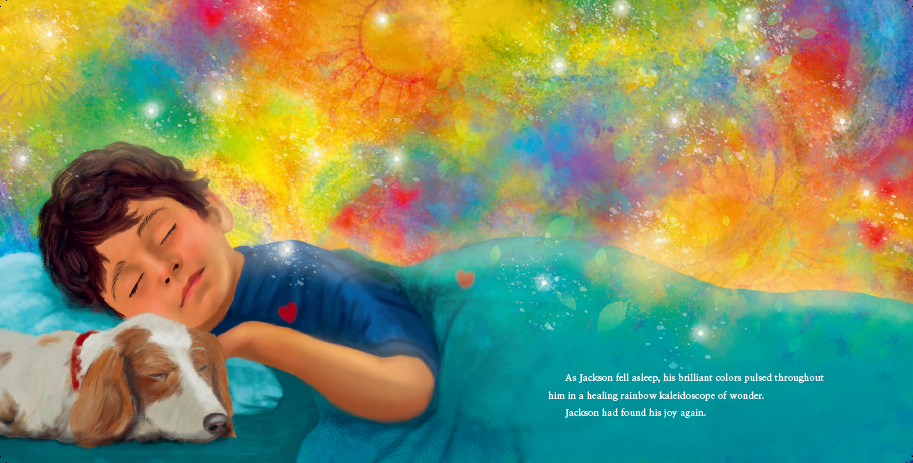 As Jackson fell asleep, his brilliant colors pulsed throughout
him in a healing rainbow kaleidoscope of wonder.
Jackson had found his joy again.